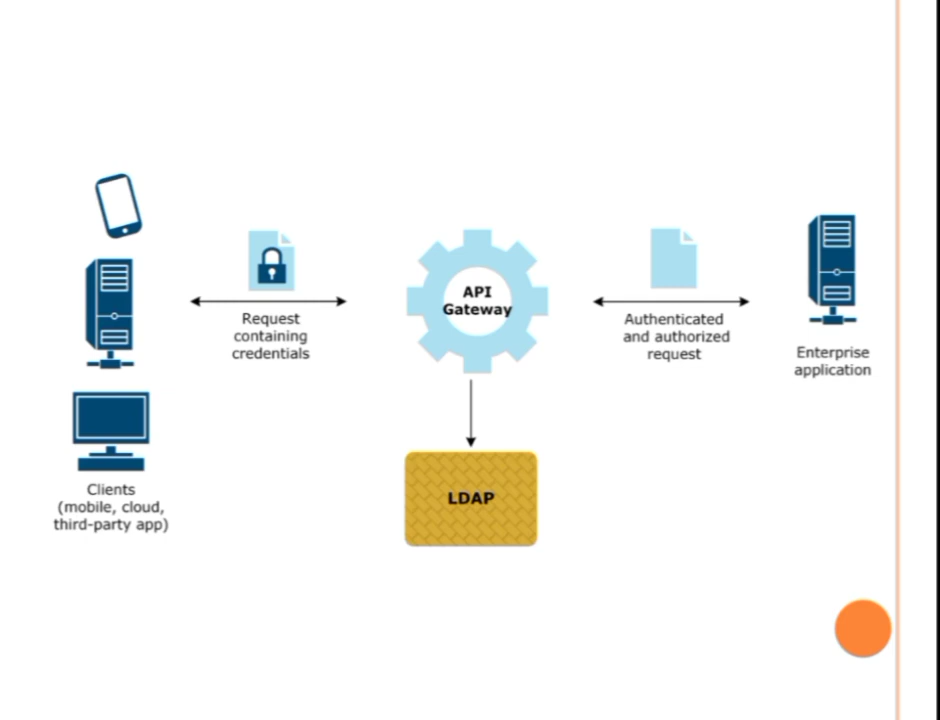 API
Gateway
Request
containing
credentials
Authenticated
and authorized
request
Enterprise
application
LDAP
Clients
(mobile, cloud,
third-party app)